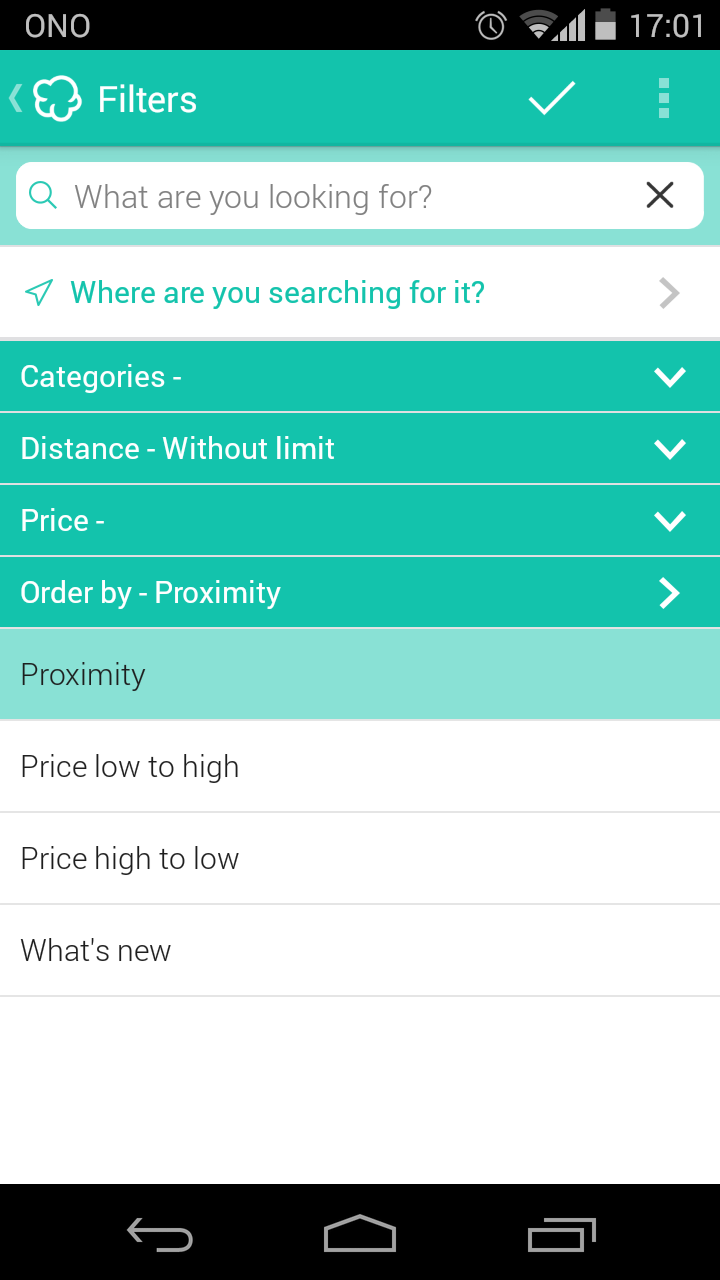 ONO 17:01
Filters
What are you looking for?
Where are you searching for it?
Categories -
Distance - Without limit
Price -
Order by - Proximity
Proximity
Price low to high
Price high to low
What's new